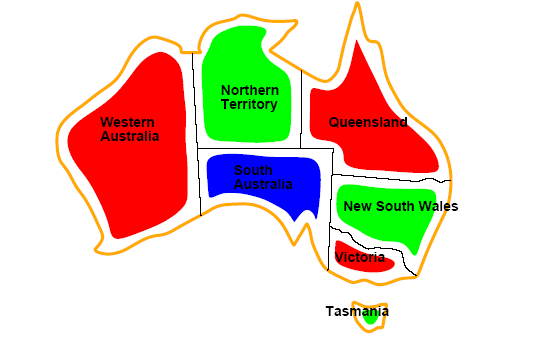 Northern
Territory
Western
Australia
Queensland
South
Australia
New South Wales
Victoria
Tasmania